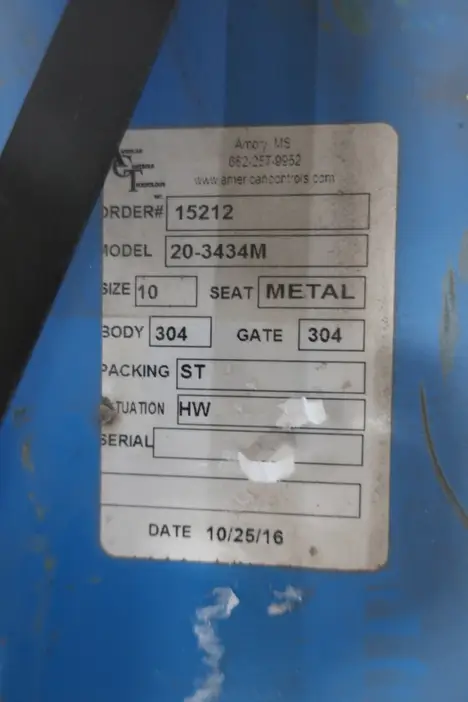 Amory, MS
662-257-9952
www.americancontrols.com
ORDER# 15212
MODEL 20-3434M
SIZE 10 SEAT METAL
BODY 304 GATE 304
PACKING ST
TUATION HW
SERIAL
DATE 10/25/16